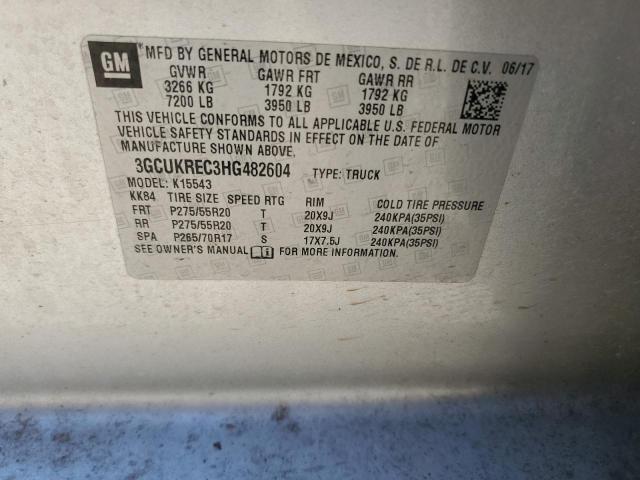 GM
MFD BY GENERAL MOTORS DE MEXICO, S. DE R.L. DE C.V. 06/17
GVWR GAWR FRT GAWR RR
3266 KG 1792 KG 1792 KG
7200 LB 3950 LB 3950 LB
THIS VEHICLE CONFORMS TO ALL APPLICABLE U.S. FEDERAL MOTOR
VEHICLE SAFETY STANDARDS IN EFFECT ON THE DATE OF
MANUFACTURE SHOWN ABOVE.
3GCUKREC3HG482604 TYPE: TRUCK
MODEL: K15543
KK84 TIRE SIZE SPEED RTG RIM COLD TIRE PRESSURE
FRT P275/55R20 T 20X9J 240KPA(35PSI)
RR P275/55R20 T 20X9J 240KPA(35PSI)
SPA P265/70R17 S 17X7.5J 240KPA(35PSI)
SEE OWNER'S MANUAL FOR MORE INFORMATION.